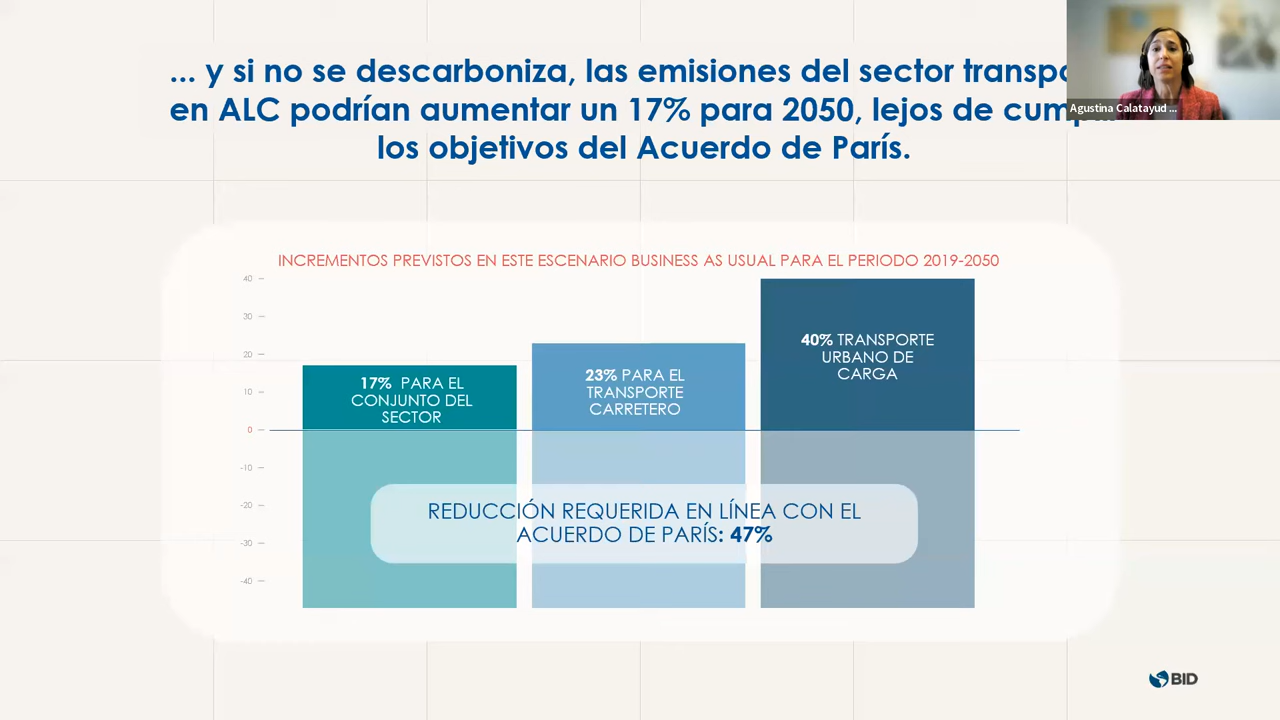 ... y si no se descarboniza, las emisiones del sector
en ALC podrían aumentar un 17% para 2050, lejos de
los objetivos del Acuerdo de París.
Agustina Calatayud ...
INCREMENTOS PREVISTOS EN ESTE ESCENARIO BUSINESS AS USUAL PARA EL PERIODO 2019-2050
40
30
20
10
0
-10
-20
-30
-40
17% PARA EL
CONJUNTO DEL
SECTOR
23% PARA EL
TRANSPORTE
CARRETERO
40% TRANSPORTE
URBANO DE
CARGA
REDUCCIÓN REQUERIDA EN LÍNEA CON EL
ACUERDO DE PARÍS: 47%
BID